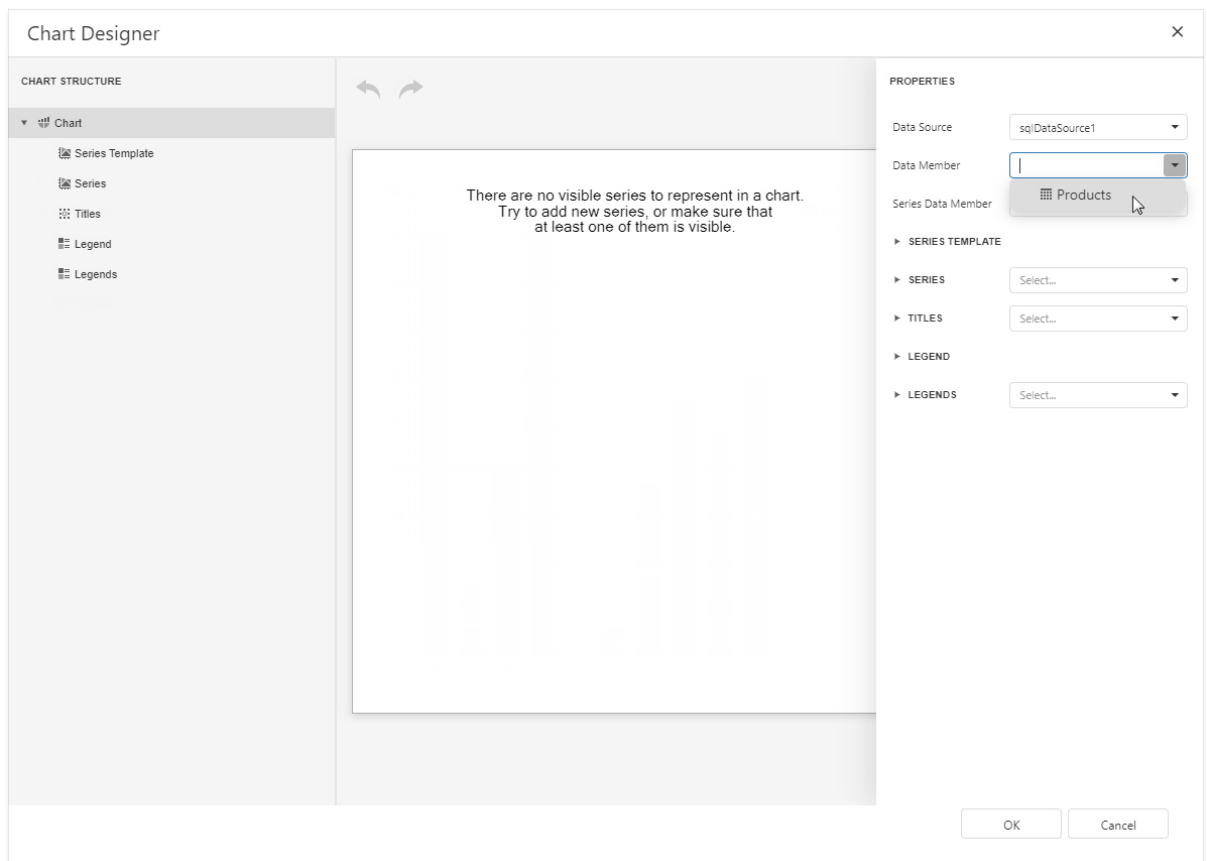 Chart Designer
CHART STRUCTURE
Chart
Series Template
Series
Titles
Legend
Legends
There are no visible series to represent in a chart.
Try to add new series, or make sure that
at least one of them is visible.
PROPERTIES
Data Source
sqlDataSource1
Data Member
Products
Series Data Member
SERIES TEMPLATE
SERIES
Select...
TITLES
Select...
LEGEND
LEGENDS
Select...
OK
Cancel